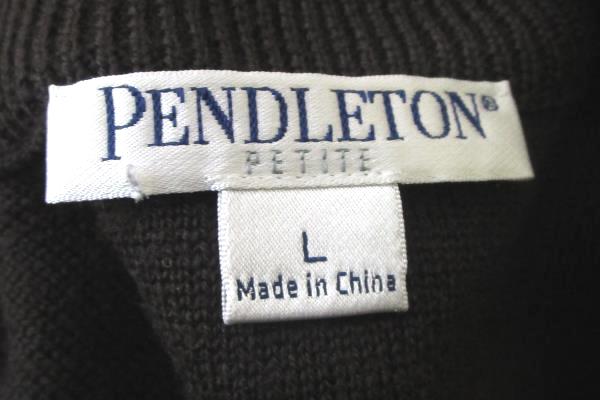 PENDLETON®
PETITE
L
Made in China